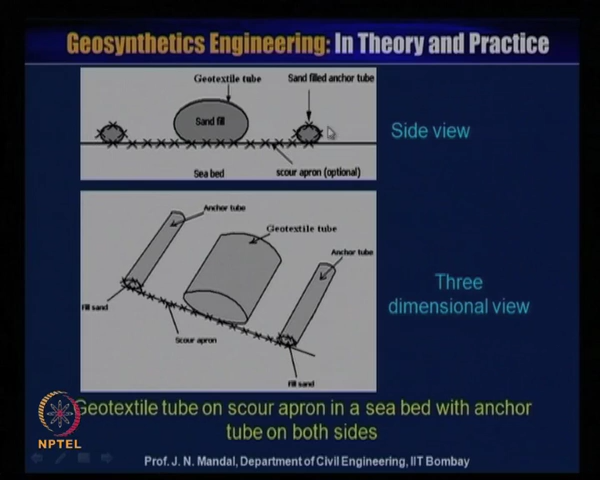 Geosynthetics Engineering: In Theory and Practice
Geotextile tube
Sand filled anchor tube
Sand fill
Side view
Sea bed
scour apron (optional)
Anchor tube
Geotextile tube
Anchor tube
Three
dimensional view
Fill sand
Scour apron
Fill sand
Geotextile tube on scour apron in a sea bed with anchor
tube on both sides
NPTEL
Prof. J. N. Mandal, Department of Civil Engineering, IIT Bombay